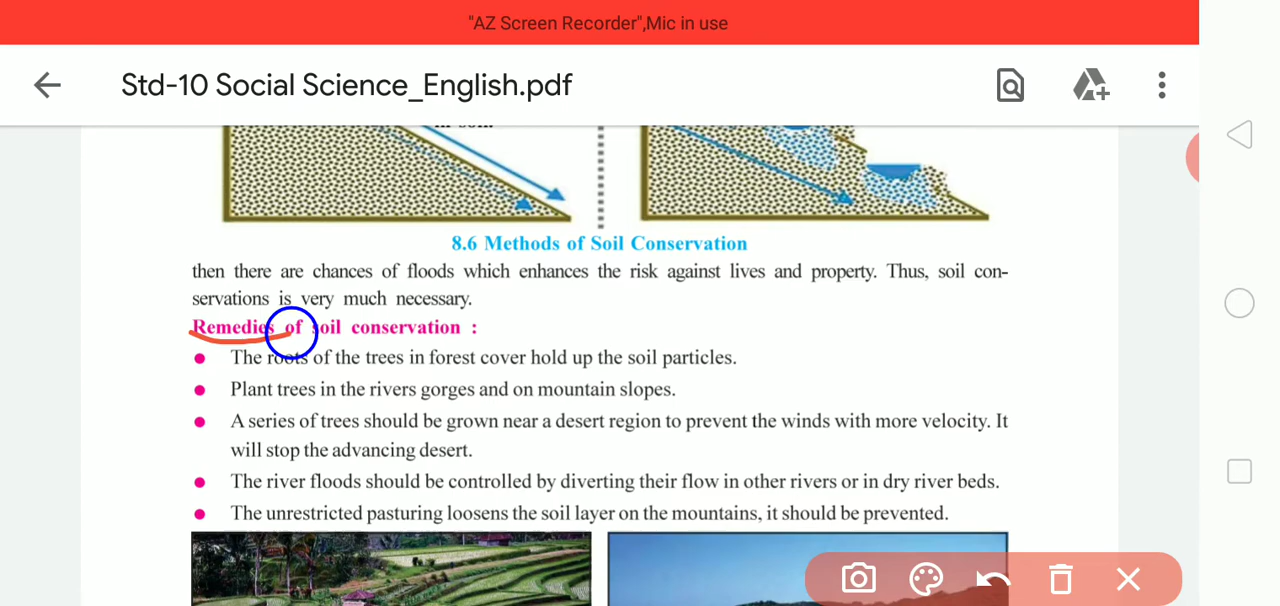 "AZ Screen Recorder",Mic in use
Std-10 Social Science_English.pdf
in soil.
8.6 Methods of Soil Conservation
then there are chances of floods which enhances the risk against lives and property. Thus, soil con-
servations is very much necessary.
Remedies of soil conservation :
● The roots of the trees in forest cover hold up the soil particles.
● Plant trees in the rivers gorges and on mountain slopes.
● A series of trees should be grown near a desert region to prevent the winds with more velocity. It
will stop the advancing desert.
● The river floods should be controlled by diverting their flow in other rivers or in dry river beds.
● The unrestricted pasturing loosens the soil layer on the mountains, it should be prevented.